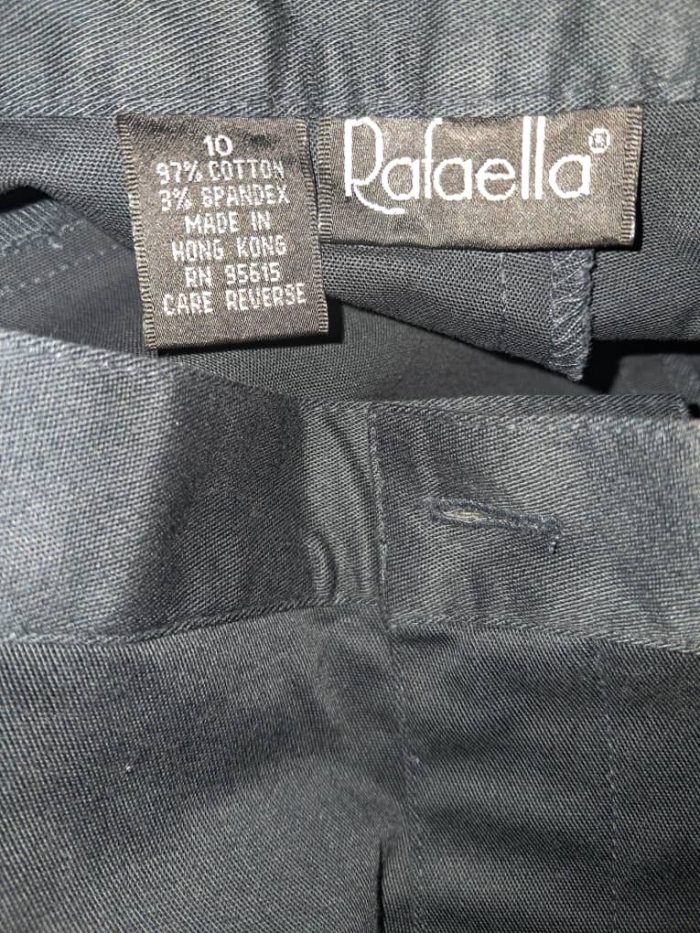 10
97% COTTON
3% SPANDEX
MADE IN
HONG KONG
RN 95615
CARE REVERSE
Rafaella®